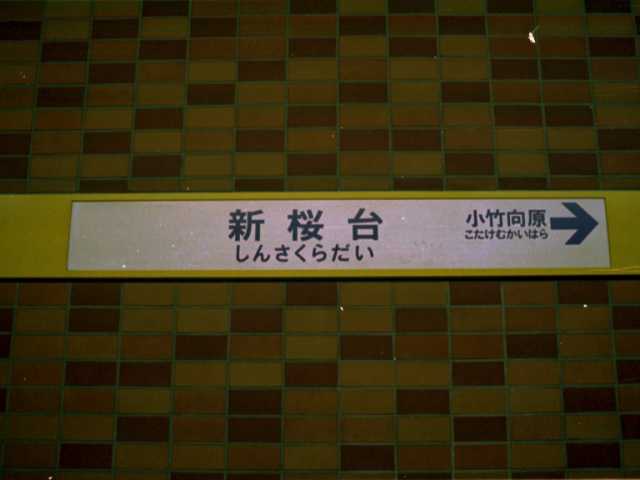 新桜台
しんさくらだい
小竹向原
こたけむかいはら